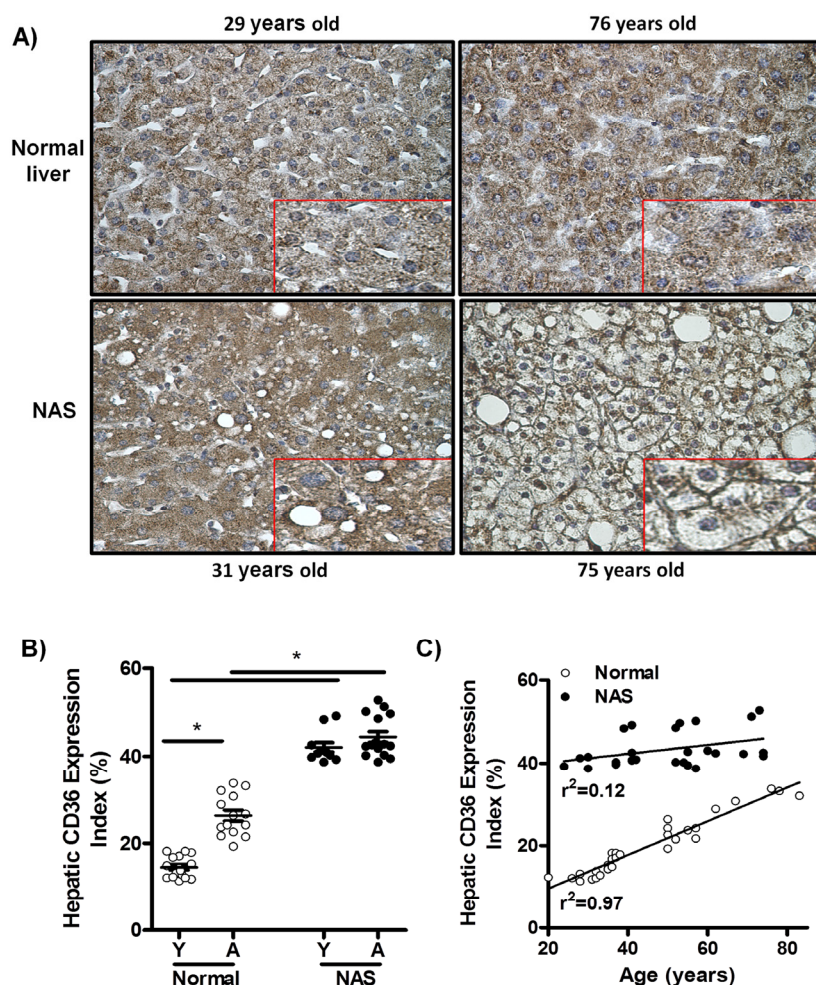 A)
29 years old
76 years old
Normal
liver
NAS
31 years old
75 years old
B)
Hepatic CD36 Expression
Index (%)
60
40
20
0
*
*
Y
A
Y
A
Normal
NAS
C)
Normal
NAS
Hepatic CD36 Expression
Index (%)
60
40
20
0
r²=0.12
r²=0.97
20
40
60
80
Age (years)